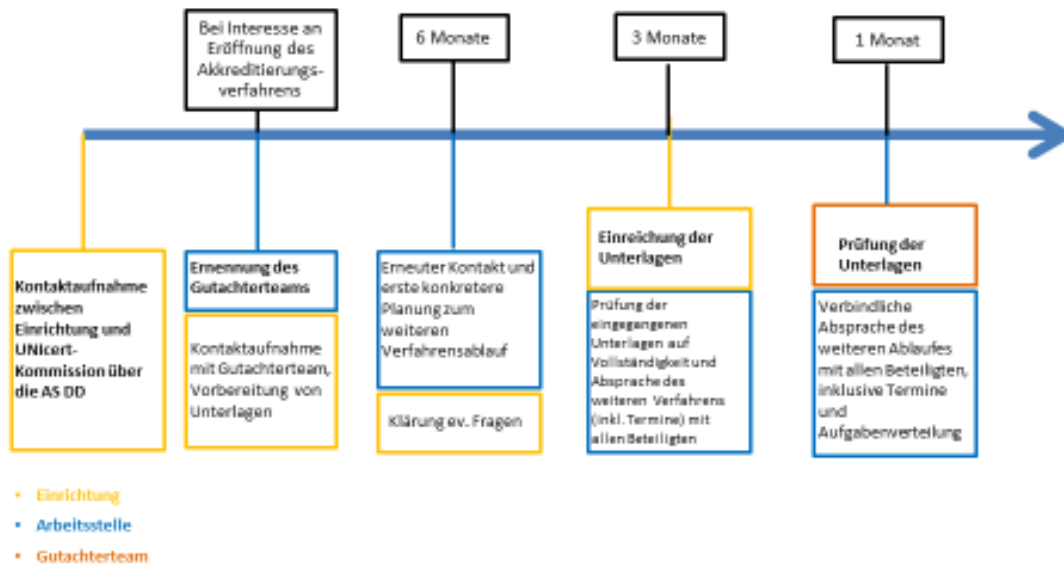 Bei Interesse an
Eröffnung des
Akkreditierungs-
verfahrens
6 Monate
3 Monate
1 Monat
Kontaktaufnahme
zwischen
Einrichtung und
UNIcert-
Kommission über
die AS DD
Ernennung des
Gutachterteams
Kontaktaufnahme
mit Gutachterteam,
Vorbereitung von
Unterlagen
Erneuter Kontakt und
erste konkretere
Planung zum
weiteren
Verfahrensablauf
Klärung ev. Fragen
Einreichung der
Unterlagen
Prüfung der
eingegangenen
Unterlagen auf
Vollständigkeit und
Absprache des
weiteren Verfahrens
(inkl. Termine) mit
allen Beteiligten
Prüfung der
Unterlagen
Verbindliche
Absprache des
weiteren Ablaufes
mit allen Beteiligten,
inklusive Termine
und
Aufgabenverteilung
• Einrichtung
• Arbeitsstelle
• Gutachterteam